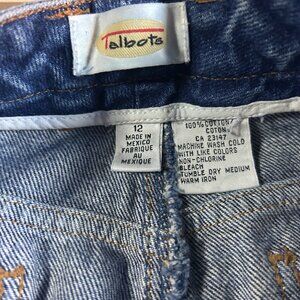 Talbots
12
MADE IN
MEXICO
FABRIQUE
AU
MEXIQUE
100%COTTON/
COTON
CA 23147
MACHINE WASH COLD
WITH LIKE COLORS
NON-CHLORINE
BLEACH
TUMBLE DRY MEDIUM
WARM IRON